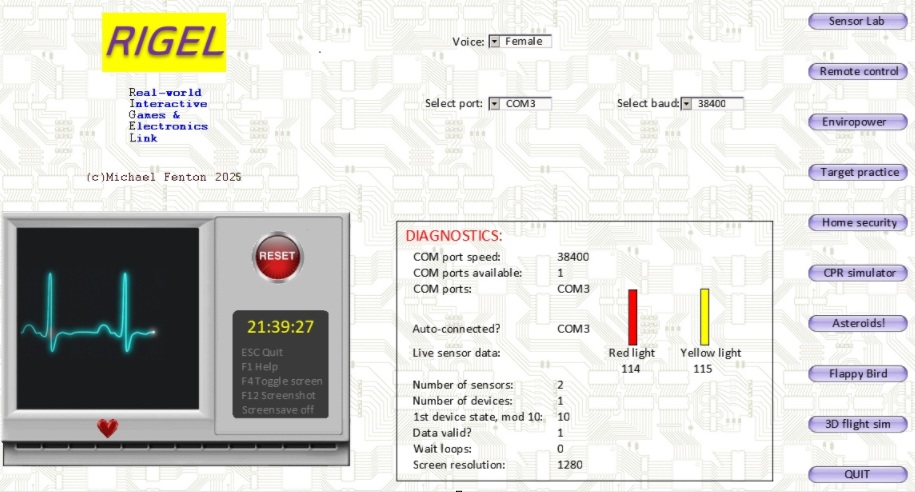 RIGEL
Real-world
Interactive
Games &
Electronics
Link
(c)Michael Fenton 2025
Voice: Female
Select port: COM3
Select baud: 38400
RESET
21:39:27
ESC Quit
F1 Help
F4 Toggle screen
F12 Screenshot
Screensave off
DIAGNOSTICS:
COM port speed: 38400
COM ports available: 1
COM ports: COM3
Auto-connected? COM3
Live sensor data: Red light Yellow light
114 115
Number of sensors: 2
Number of devices: 1
1st device state, mod 10: 10
Data valid? 1
Wait loops: 0
Screen resolution: 1280
Sensor Lab
Remote control
Enviropower
Target practice
Home security
CPR simulator
Asteroids!
Flappy Bird
3D flight sim
QUIT